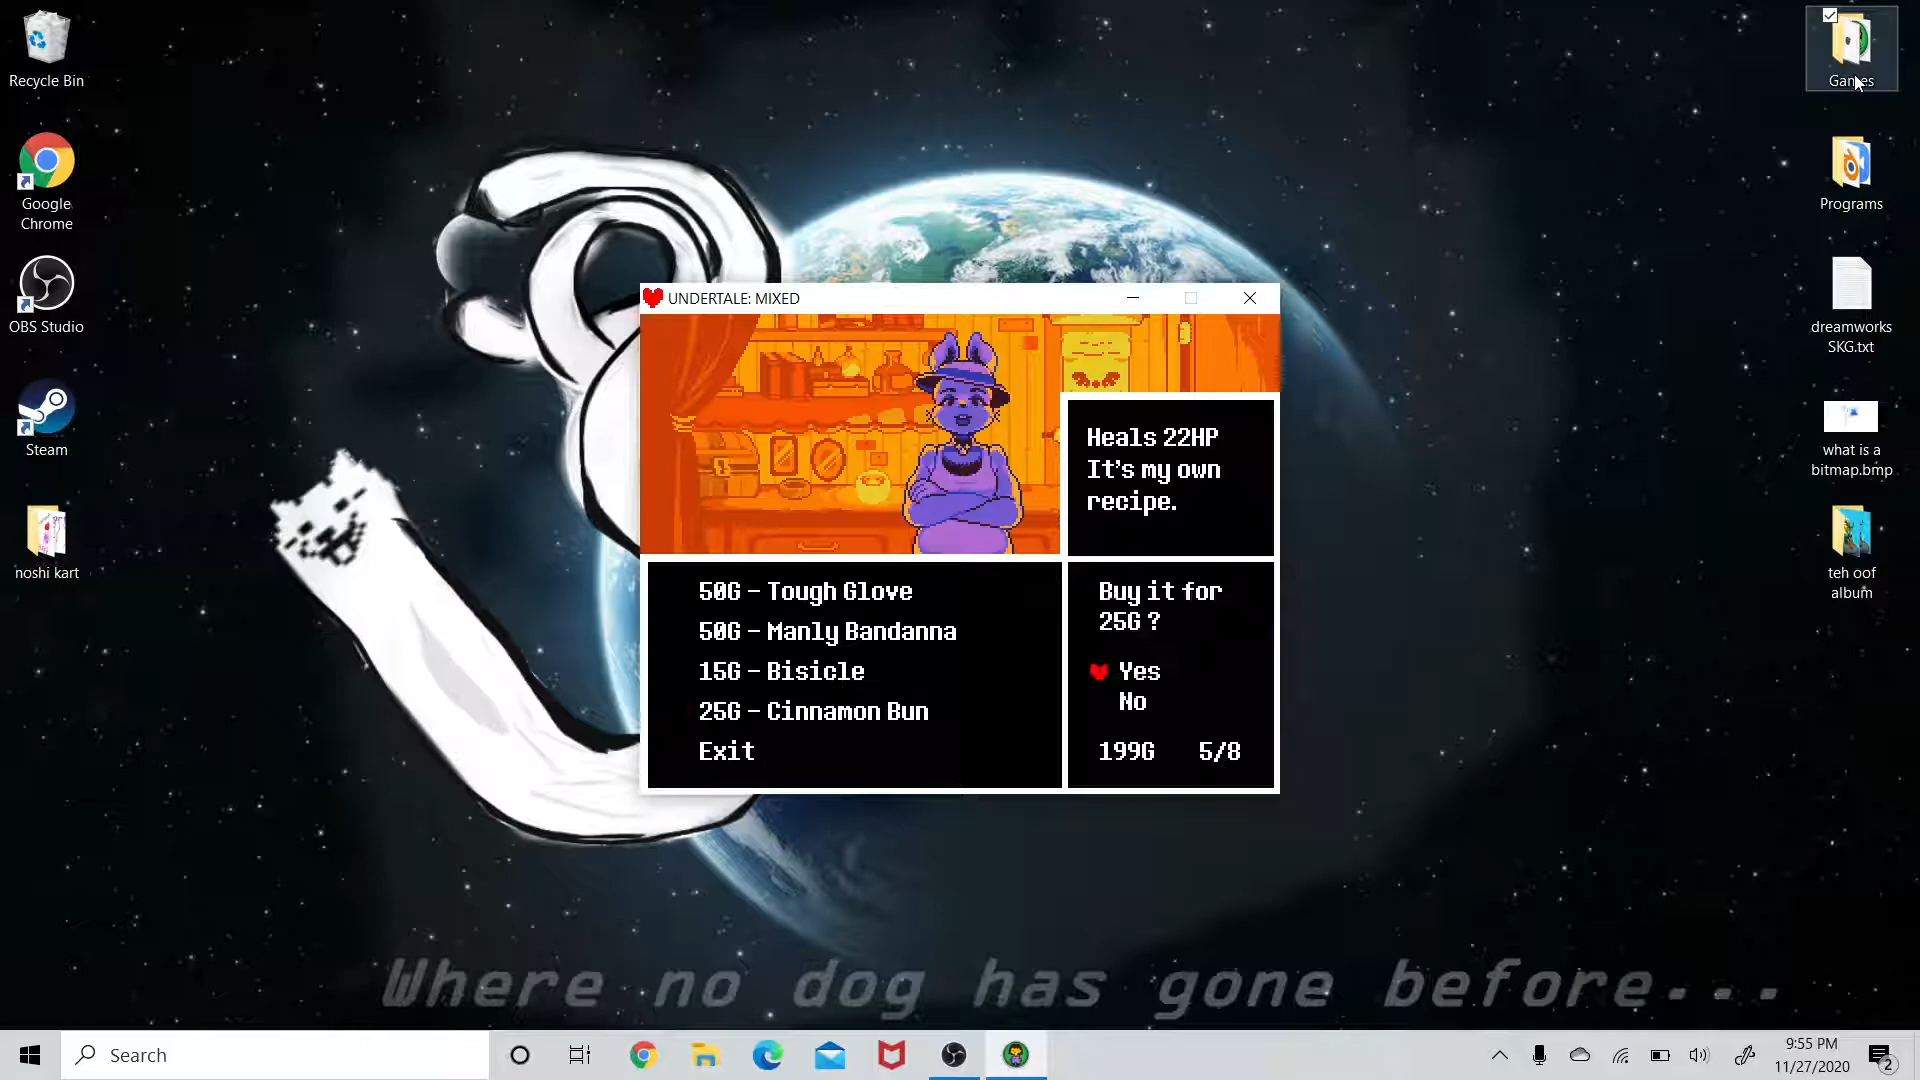 Recycle Bin
Google
Chrome
OBS Studio
Steam
noshi kart
Games
Programs
dreamworks
SKG.txt
what is a
bitmap.bmp
teh oof
album
UNDERTALE: MIXED
Heals 22HP
It's my own
recipe.
50G - Tough Glove
50G - Manly Bandanna
15G - Bisicle
25G - Cinnamon Bun
Exit
Buy it for
25G ?
Yes
No
199G 5/8
Where no dog has gone before...
Search
9:55 PM
11/27/2020
2